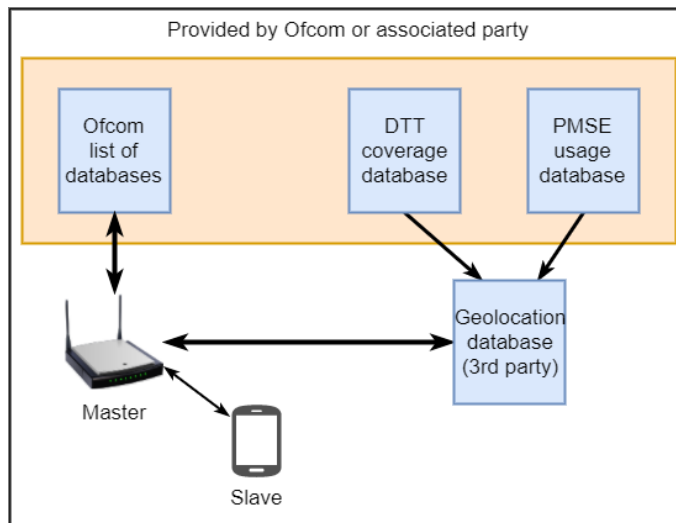 Provided by Ofcom or associated party
Ofcom
list of
databases
DTT
coverage
database
PMSE
usage
database
Geolocation
database
(3rd party)
Master
Slave